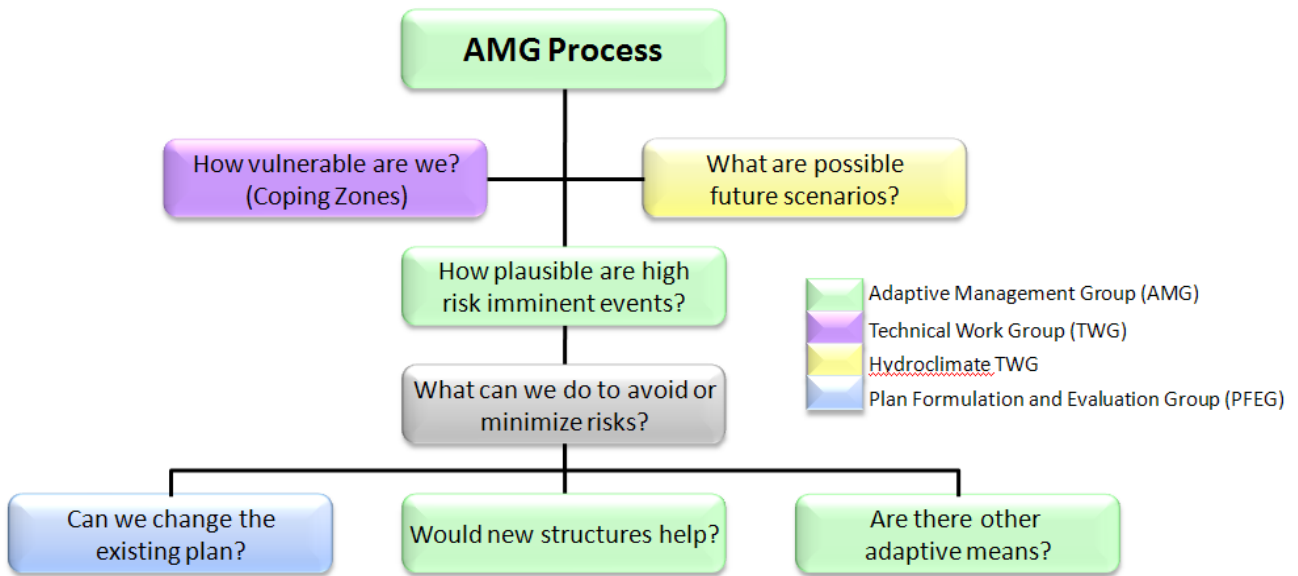 AMG Process
How vulnerable are we?
(Coping Zones)
What are possible
future scenarios?
How plausible are high
risk imminent events?
Adaptive Management Group (AMG)
Technical Work Group (TWG)
Hydroclimate TWG
Plan Formulation and Evaluation Group (PFEG)
What can we do to avoid or
minimize risks?
Can we change the
existing plan?
Would new structures help?
Are there other
adaptive means?